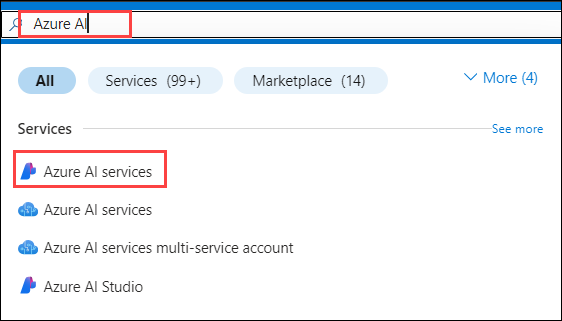 Azure AI
All Services (99+) Marketplace (14) More (4)
Services See more
Azure AI services
Azure AI services
Azure AI services multi-service account
Azure AI Studio